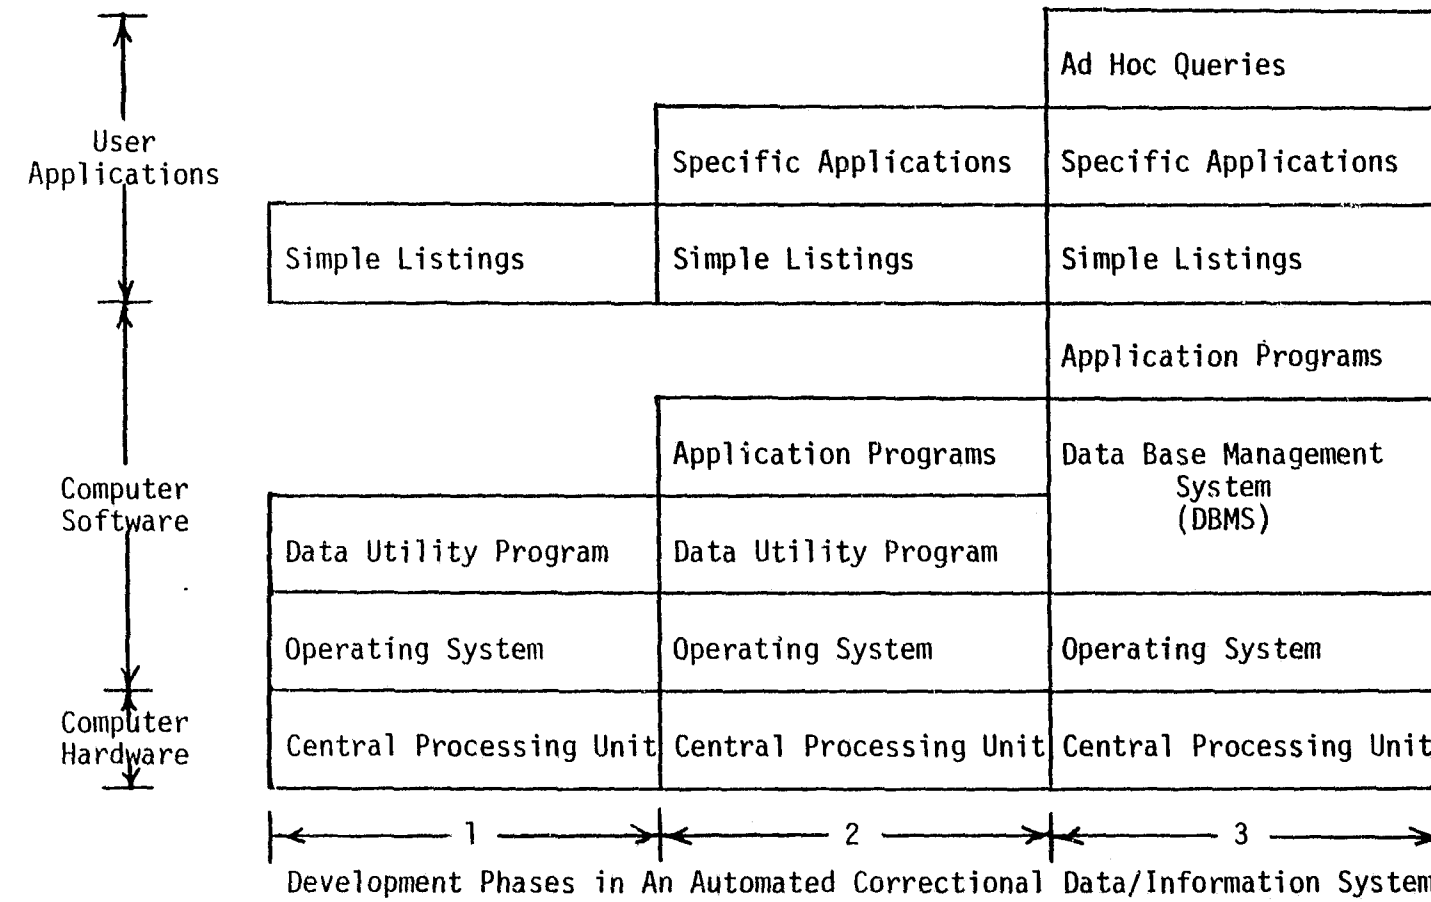 Ad Hoc Queries
User
Applications
Specific Applications
Specific Applications
Simple Listings
Simple Listings
Simple Listings
Application Programs
Computer
Software
Application Programs
Data Base Management
System
(DBMS)
Data Utility Program
Data Utility Program
Operating System
Operating System
Operating System
Computer
Hardware
Central Processing Unit
Central Processing Unit
Central Processing Unit
1
2
3
Development Phases in An Automated Correctional Data/Information System